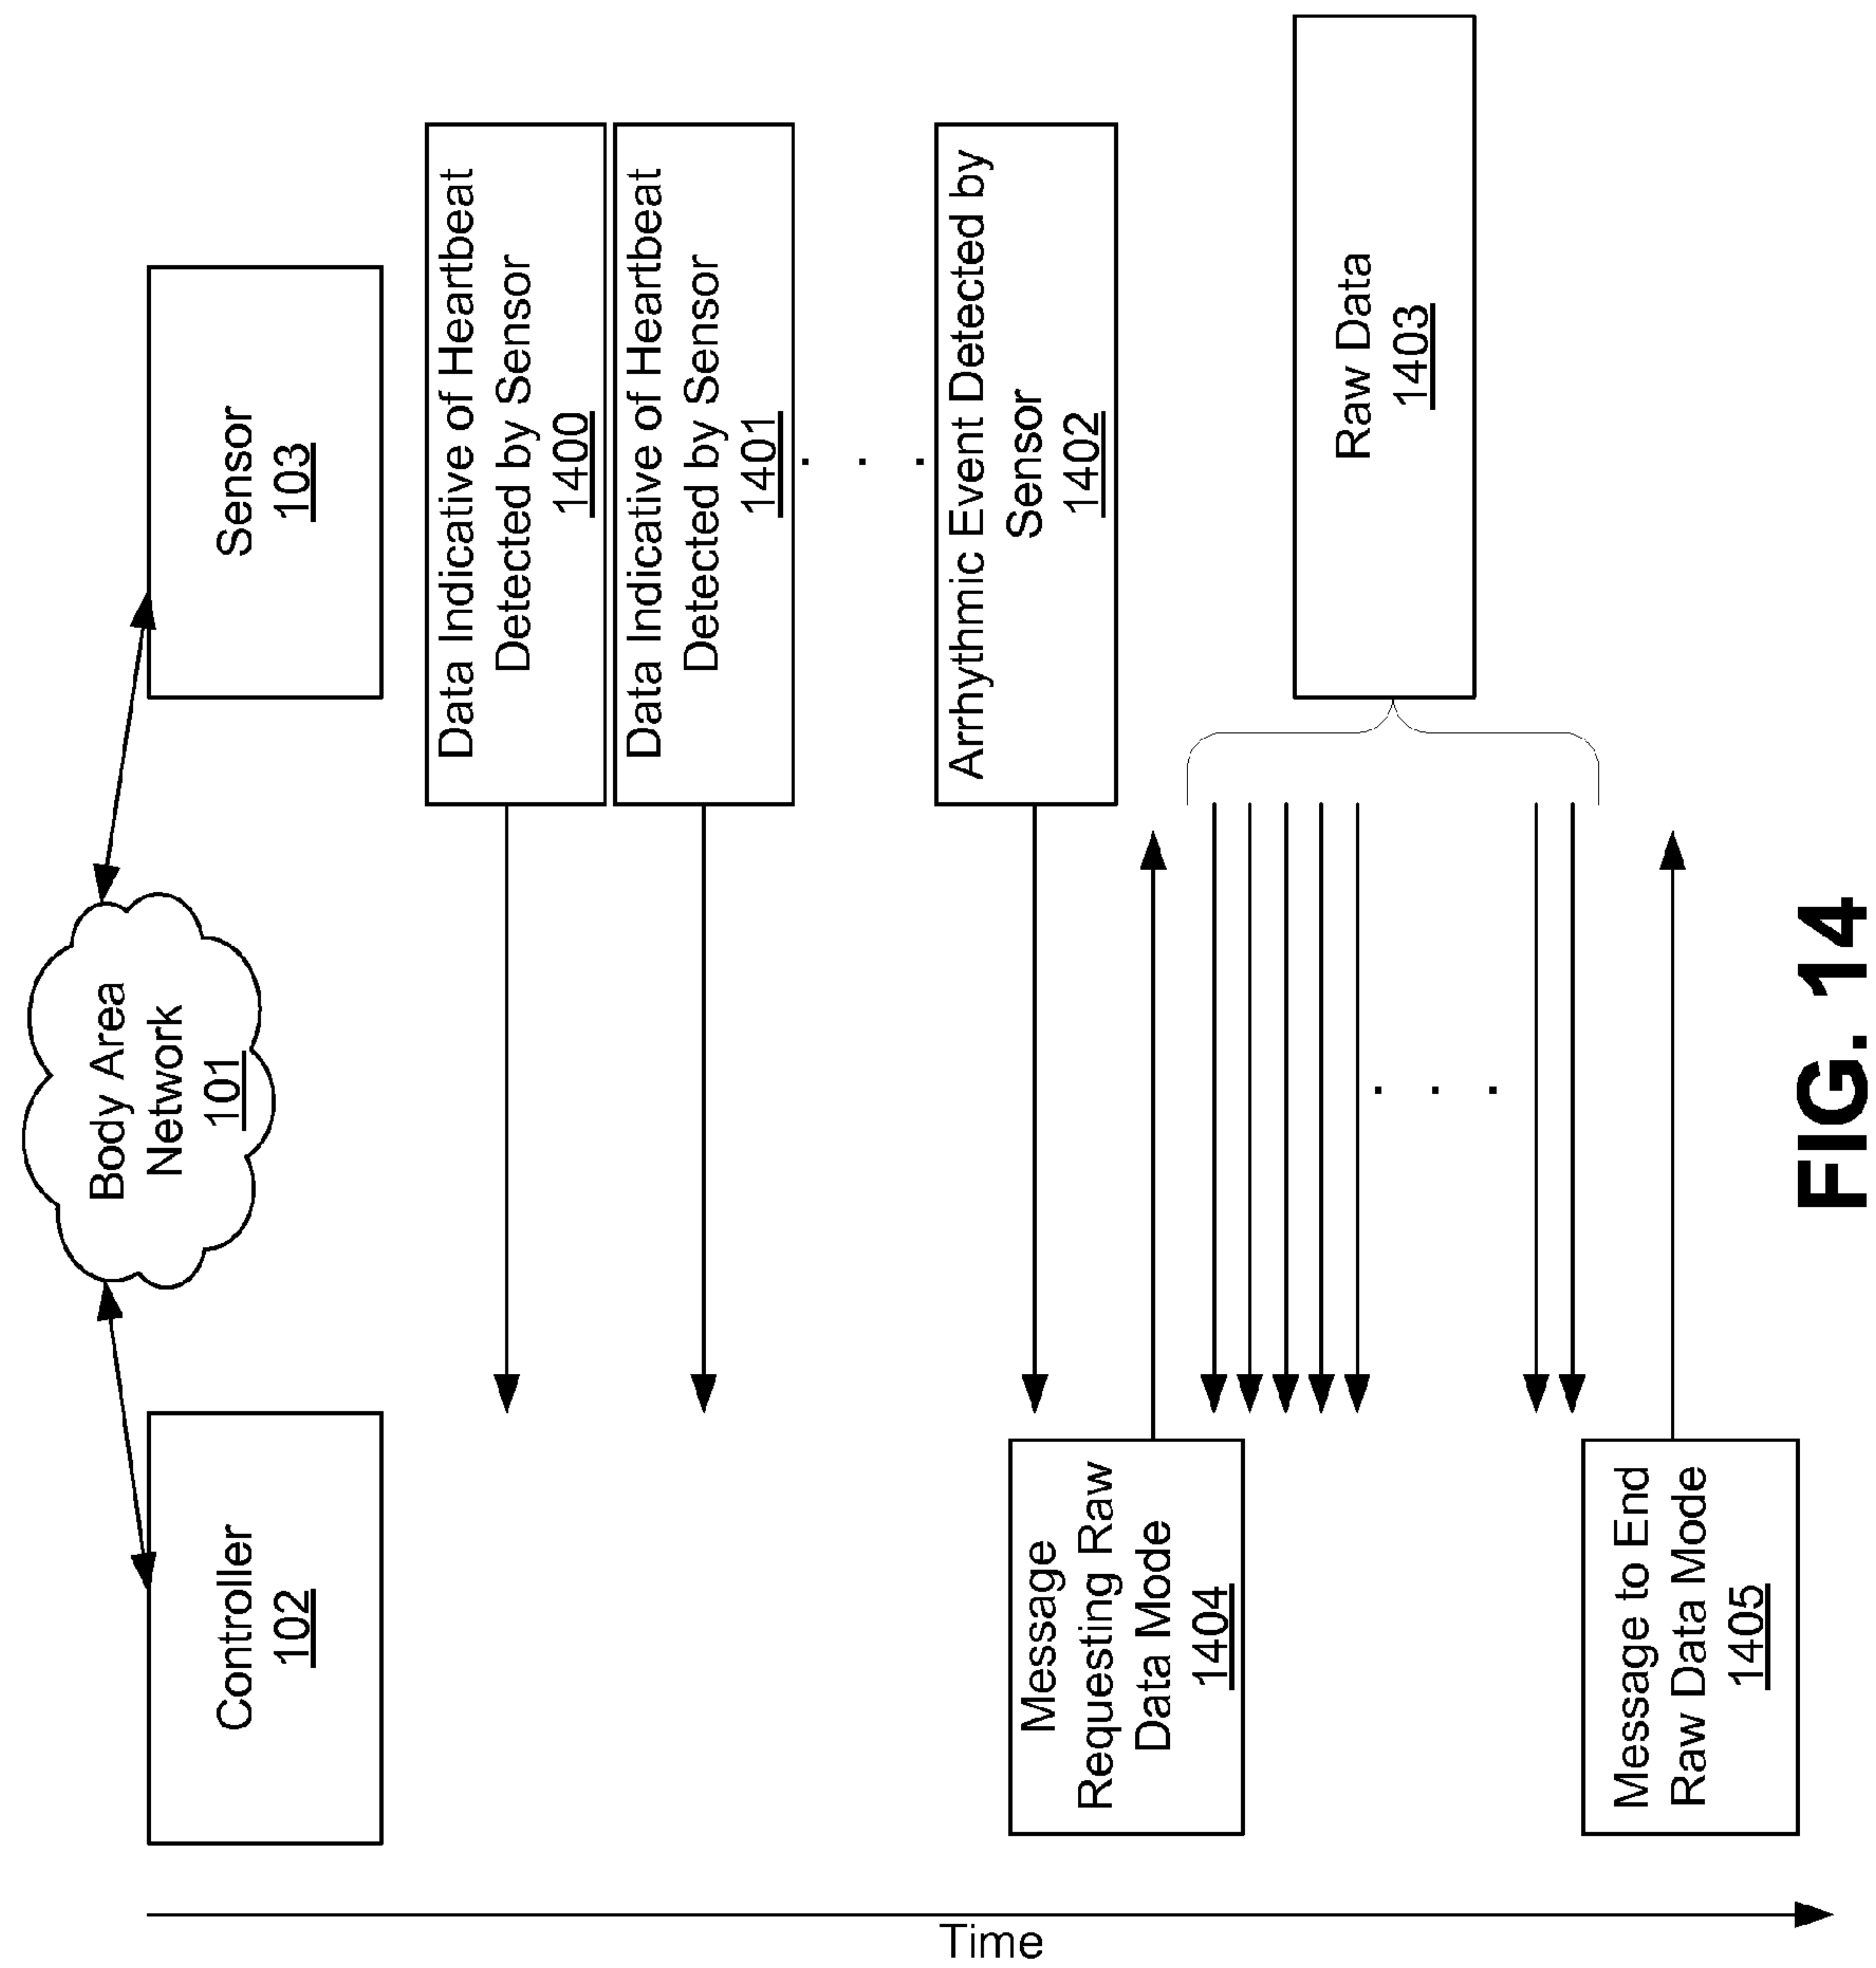 Body Area
Network
101
Controller
102
Sensor
103
Data Indicative of Heartbeat
Detected by Sensor
1400
Data Indicative of Heartbeat
Detected by Sensor
1401
. . .
Arrhythmic Event Detected by
Sensor
1402
Message
Requesting Raw
Data Mode
1404
Raw Data
1403
. . .
Message to End
Raw Data Mode
1405
Time
FIG. 14